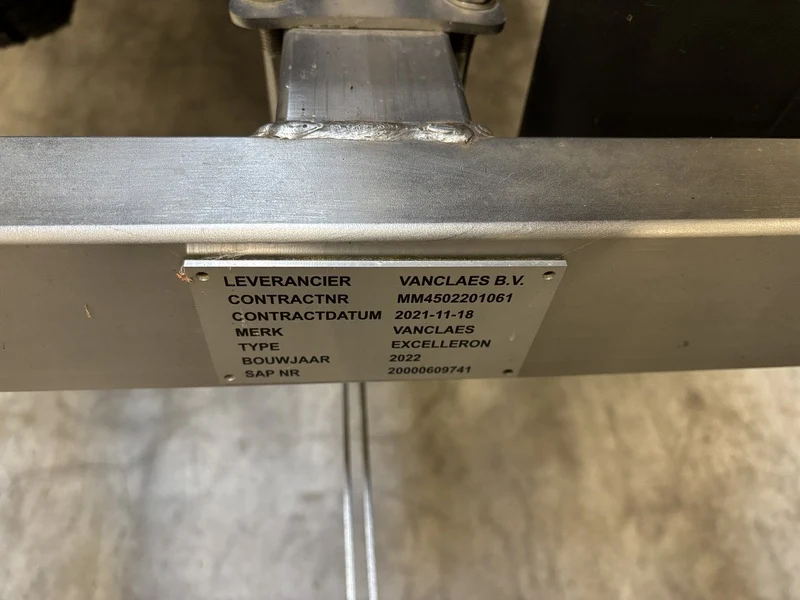 LEVERANCIER VANCLAES B.V.
CONTRACTNR MM4502201061
CONTRACTDATUM 2021-11-18
MERK VANCLAES
TYPE EXCELLERON
BOUWJAAR 2022
SAP NR 20000609741